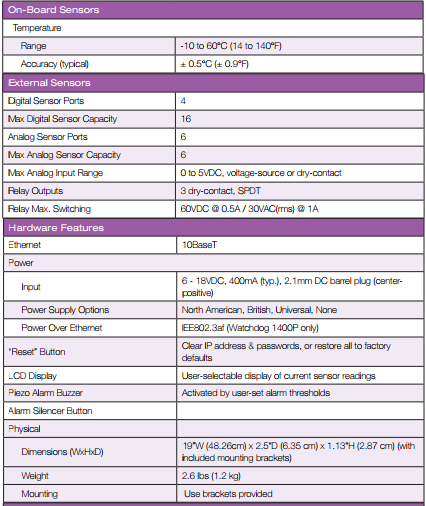 On-Board Sensors
Temperature
Range -10 to 60°C (14 to 140°F)
Accuracy (typical) ± 0.5°C (± 0.9°F)
External Sensors
Digital Sensor Ports 4
Max Digital Sensor Capacity 16
Analog Sensor Ports 6
Max Analog Sensor Capacity 6
Max Analog Input Range 0 to 5VDC, voltage-source or dry-contact
Relay Outputs 3 dry-contact, SPDT
Relay Max. Switching 60VDC @ 0.5A / 30VAC(rms) @ 1A
Hardware Features
Ethernet 10BaseT
Power
Input 6 - 18VDC, 400mA (typ.), 2.1mm DC barrel plug (center-
positive)
Power Supply Options North American, British, Universal, None
Power Over Ethernet IEE802.3af (Watchdog 1400P only)
"Reset" Button Clear IP address & passwords, or restore all to factory
defaults
LCD Display User-selectable display of current sensor readings
Piezo Alarm Buzzer Activated by user-set alarm thresholds
Alarm Silencer Button
Physical
Dimensions (WxHxD) 19"W (48.26cm) x 2.5"D (6.35 cm) x 1.13"H (2.87 cm) (with
included mounting brackets)
Weight 2.6 lbs (1.2 kg)
Mounting Use brackets provided